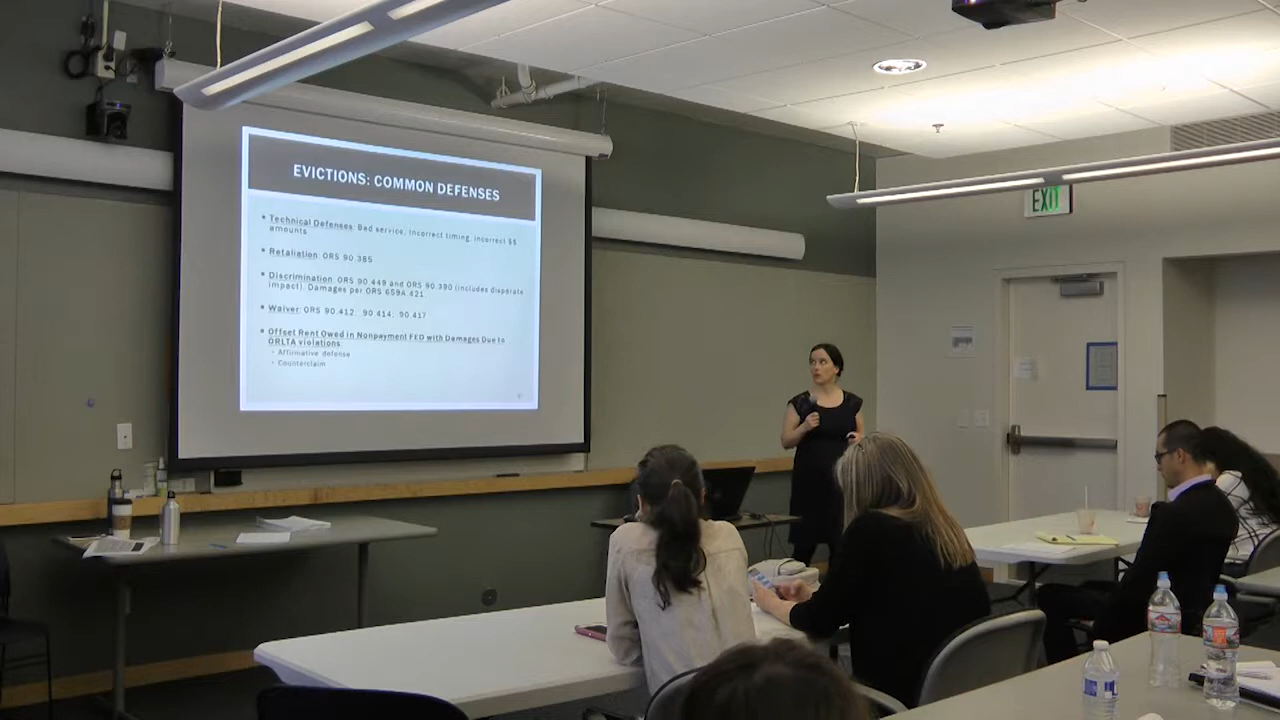 EVICTIONS: COMMON DEFENSES
Technical Defenses: Bad service, Incorrect timing, Incorrect $$
amounts
Retaliation: ORS 90.385
Discrimination: ORS 90.449 and ORS 90.390 (includes disparate
impact). Damages per ORS 659A.421
Waiver: ORS 90.412, 90.414, 90.417
Offset Rent Owed in Nonpayment FED with Damages Due to
ORLTA violations
Affirmative defense
Counterclaim
EXIT